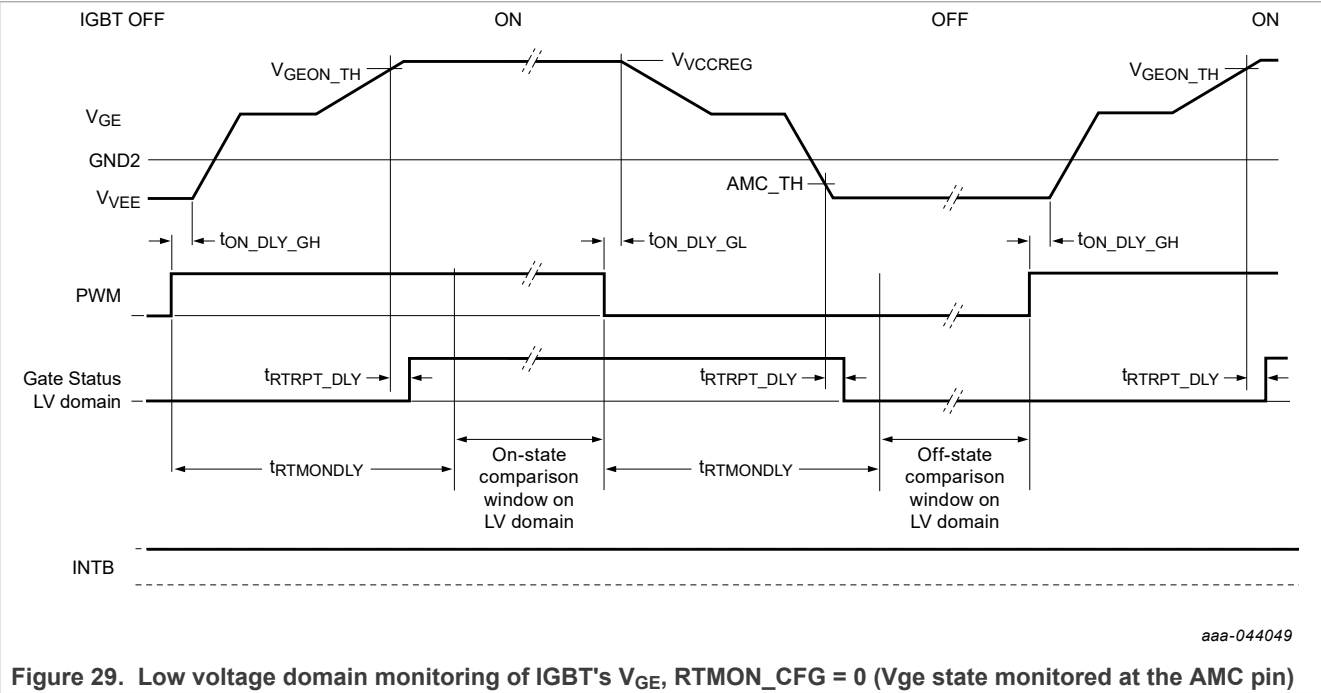 IGBT OFF ON OFF ON
VGEON_TH VVCCREG VGEON_TH
VGE
GND2
AMC_TH
VVEE
tON_DLY_GH tON_DLY_GL tON_DLY_GH
PWM
Gate Status
LV domain
tRTRPT_DLY tRTRPT_DLY tRTRPT_DLY
tRTMONDLY
On-state
comparison
window on
LV domain
tRTMONDLY
Off-state
comparison
window on
LV domain
INTB
aaa-044049
Figure 29. Low voltage domain monitoring of IGBT's VGE, RTMON_CFG = 0 (Vge state monitored at the AMC pin)